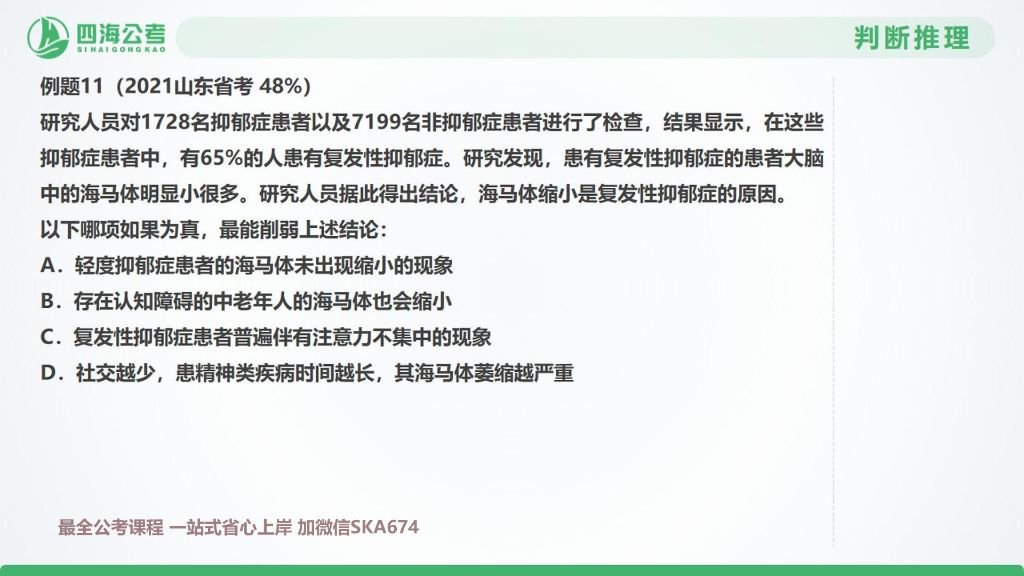 四海公考
SIHAIGONGKAO
判断推理
例题11（2021山东省考 48%）
研究人员对1728名抑郁症患者以及7199名非抑郁症患者进行了检查，结果显示，在这些
抑郁症患者中，有65%的人患有复发性抑郁症。研究发现，患有复发性抑郁症的患者大脑
中的海马体明显小很多。研究人员据此得出结论，海马体缩小是复发性抑郁症的原因。
以下哪项如果为真，最能削弱上述结论：
A．轻度抑郁症患者的海马体未出现缩小的现象
B．存在认知障碍的中老年人的海马体也会缩小
C．复发性抑郁症患者普遍伴有注意力不集中的现象
D．社交越少，患精神类疾病时间越长，其海马体萎缩越严重
最全公考课程 一站式省心上岸 加微信SKA674